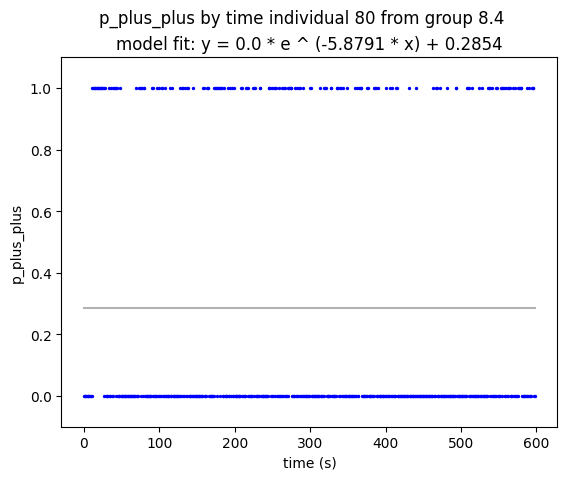 p_plus_plus by time individual 80 from group 8.4
model fit: y = 0.0 * e ^ (-5.8791 * x) + 0.2854
1.0
0.8
0.6
0.4
0.2
0.0
p_plus_plus
0 100 200 300 400 500 600
time (s)